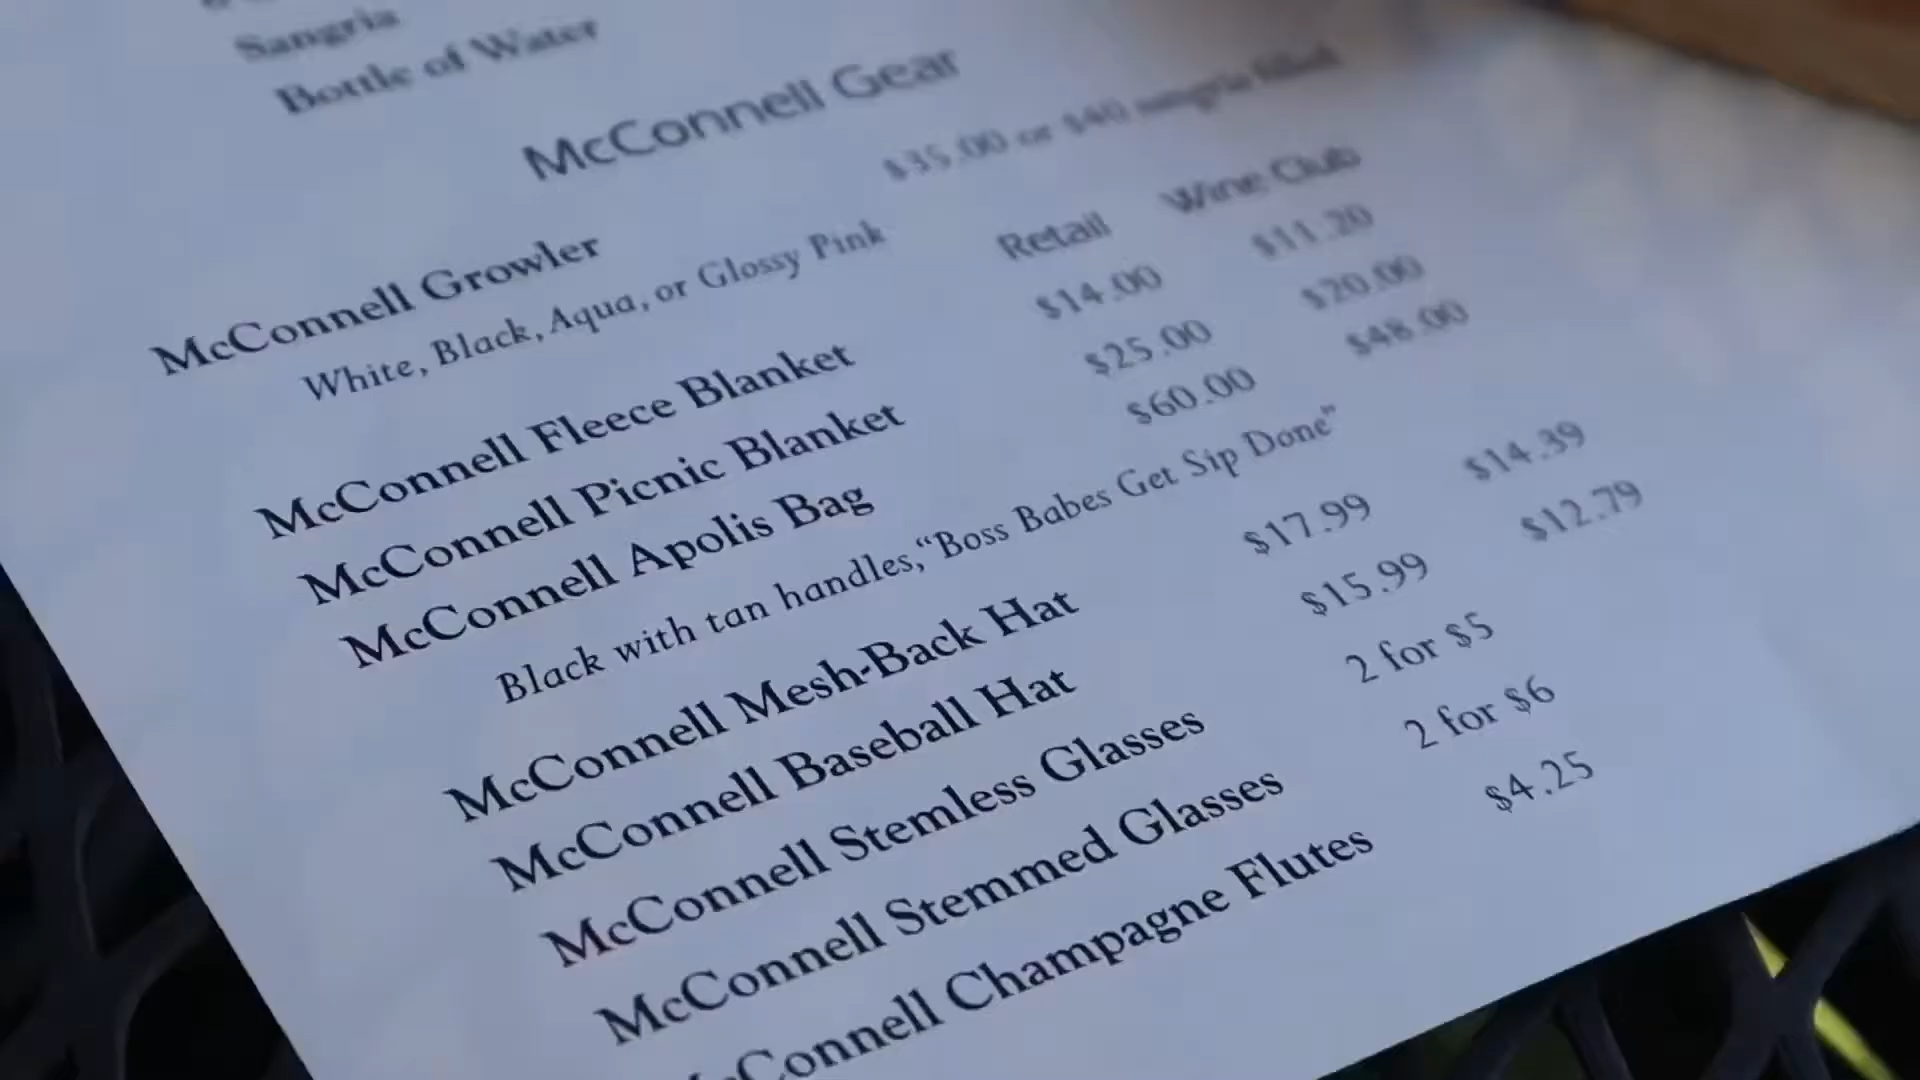 Sangria
Bottle of Water
McConnell Gear
McConnell Growler $35.00 or $40 sangria filled
White, Black, Aqua, or Glossy Pink
Retail Wine Club
McConnell Fleece Blanket $14.00 $11.20
McConnell Picnic Blanket $25.00 $20.00
McConnell Apolis Bag $60.00 $48.00
Black with tan handles, “Boss Babes Get Sip Done”
McConnell Mesh-Back Hat $17.99 $14.39
McConnell Baseball Hat $15.99 $12.79
McConnell Stemless Glasses 2 for $5
McConnell Stemmed Glasses 2 for $6
McConnell Champagne Flutes $4.25